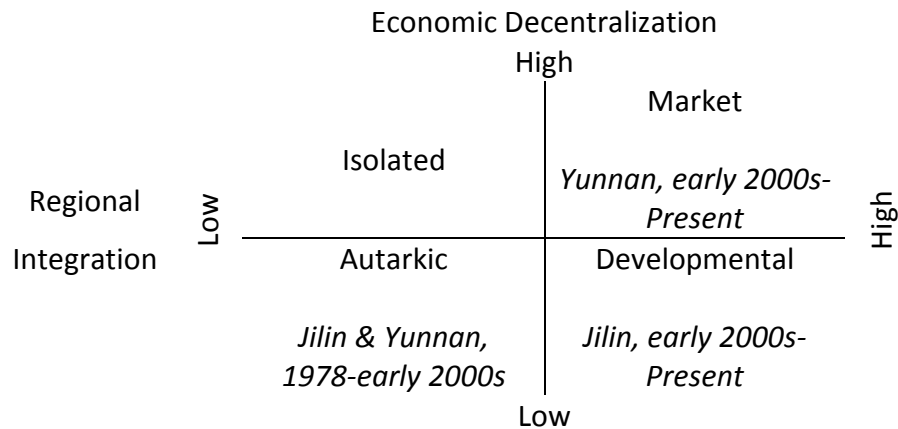 Economic Decentralization
High
Market
Isolated
Yunnan, early 2000s-
Present
Regional
Integration
Low
High
Autarkic
Developmental
Jilin & Yunnan,
1978-early 2000s
Jilin, early 2000s-
Present
Low